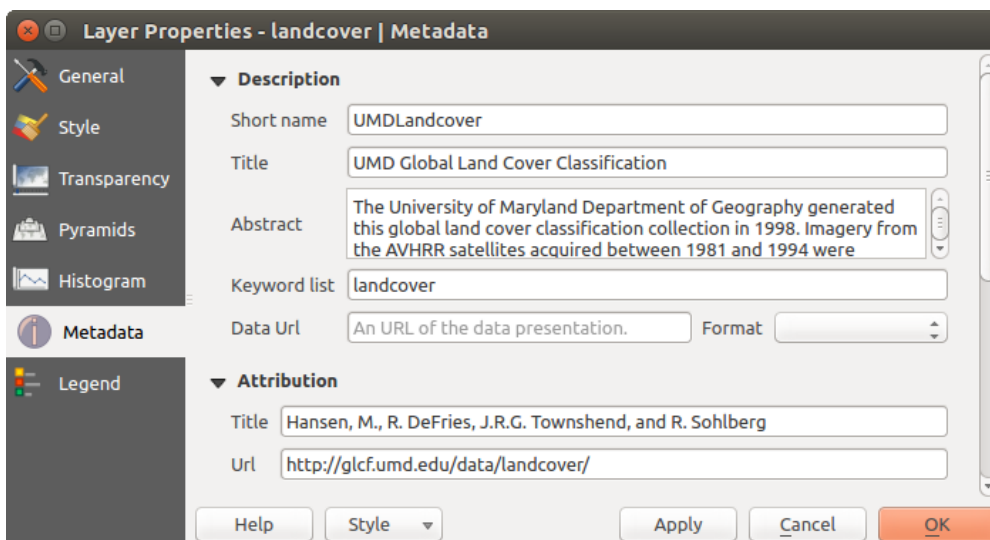 Layer Properties - landcover | Metadata
General
Style
Transparency
Pyramids
Histogram
Metadata
Legend
Description
Short name UMDLandcover
Title UMD Global Land Cover Classification
Abstract The University of Maryland Department of Geography generated
this global land cover classification collection in 1998. Imagery from
the AVHRR satellites acquired between 1981 and 1994 were
Keyword list landcover
Data Url An URL of the data presentation. Format
Attribution
Title Hansen, M., R. DeFries, J.R.G. Townshend, and R. Sohlberg
Url http://glcf.umd.edu/data/landcover/
Help Style Apply Cancel OK